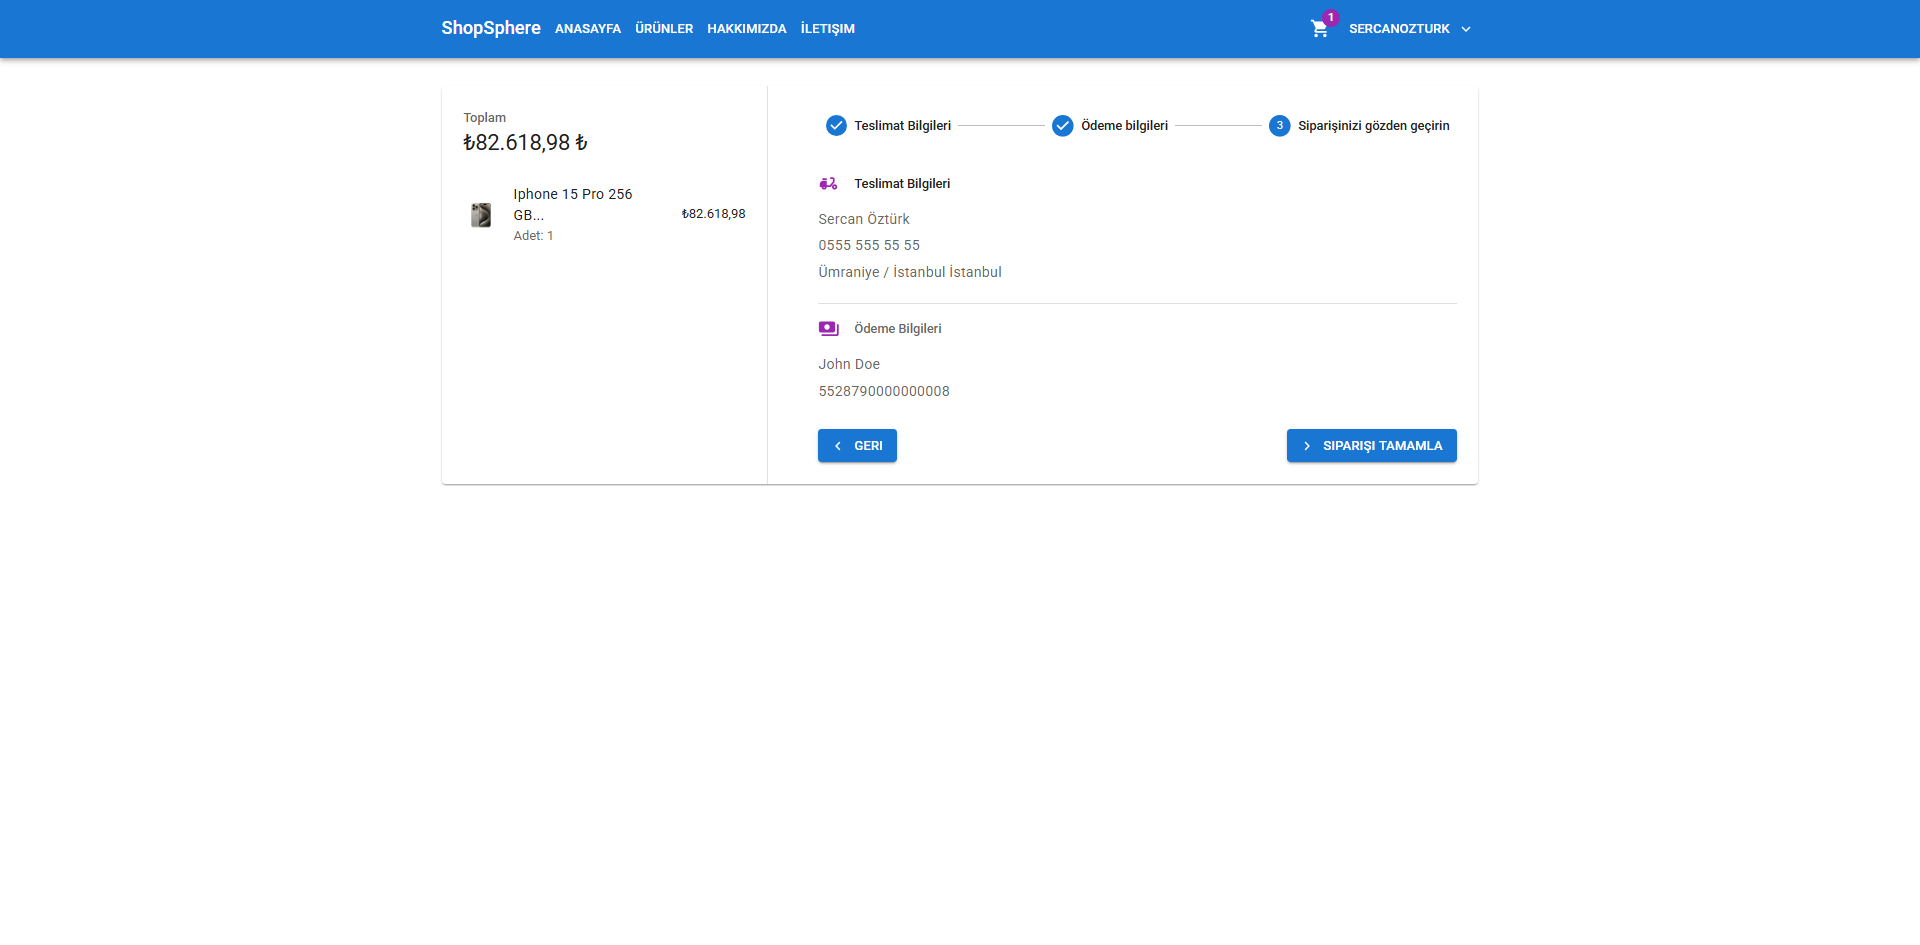 ShopSphere ANASAYFA ÜRÜNLER HAKKIMIZDA İLETIŞIM 1 SERCANOZTURK
Toplam
₺82.618,98 ₺
Iphone 15 Pro 256
GB...
Adet: 1
₺82.618,98
Teslimat Bilgileri Ödeme bilgileri 3 Siparişinizi gözden geçirin
Teslimat Bilgileri
Sercan Öztürk
0555 555 55 55
Ümraniye / İstanbul İstanbul
Ödeme Bilgileri
John Doe
5528790000000008
GERI
SIPARIŞI TAMAMLA